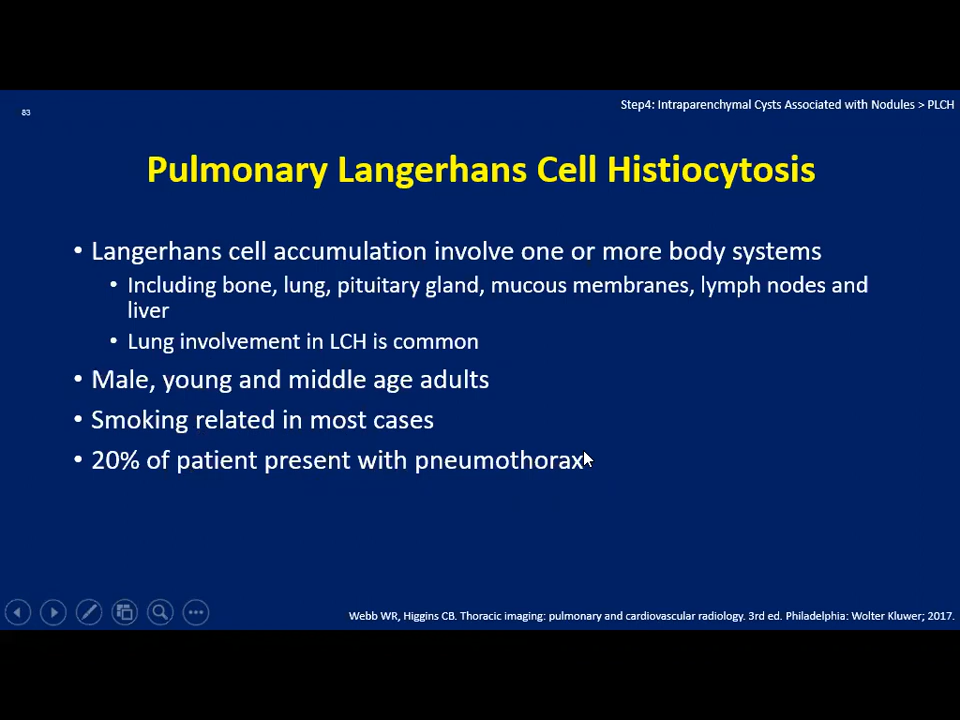 83
Step4: Intraparenchymal Cysts Associated with Nodules > PLCH
Pulmonary Langerhans Cell Histiocytosis
• Langerhans cell accumulation involve one or more body systems
• Including bone, lung, pituitary gland, mucous membranes, lymph nodes and
liver
• Lung involvement in LCH is common
• Male, young and middle age adults
• Smoking related in most cases
• 20% of patient present with pneumothorax
Webb WR, Higgins CB. Thoracic imaging: pulmonary and cardiovascular radiology. 3rd ed. Philadelphia: Wolter Kluwer; 2017.